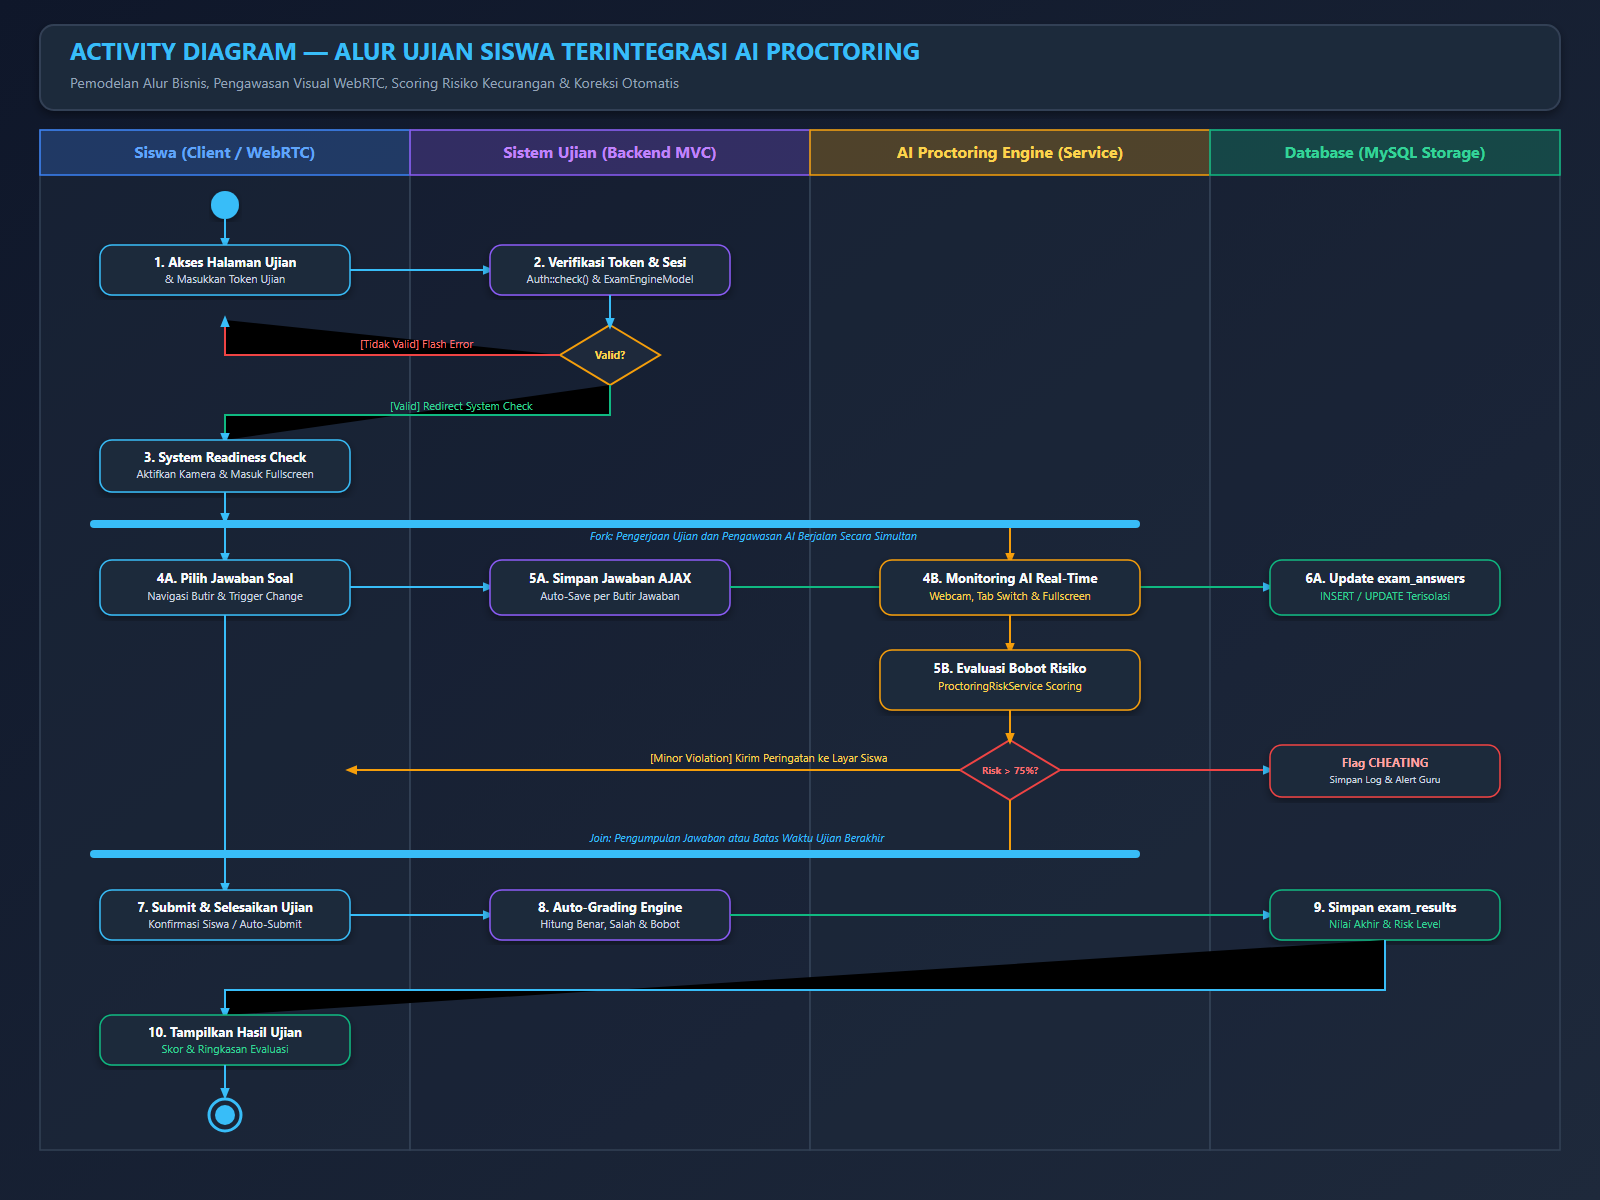 ACTIVITY DIAGRAM — ALUR UJIAN SISWA TERINTEGRASI AI PROCTORING
Pemodelan Alur Bisnis, Pengawasan Visual WebRTC, Scoring Risiko Kecurangan & Koreksi Otomatis
Siswa (Client / WebRTC)
Sistem Ujian (Backend MVC)
AI Proctoring Engine (Service)
Database (MySQL Storage)
1. Akses Halaman Ujian
& Masukkan Token Ujian
2. Verifikasi Token & Sesi
Auth::check() & ExamEngineModel
[Tidak Valid] Flash Error
Valid?
[Valid] Redirect System Check
3. System Readiness Check
Aktifkan Kamera & Masuk Fullscreen
Fork: Pengerjaan Ujian dan Pengawasan AI Berjalan Secara Simultan
4A. Pilih Jawaban Soal
Navigasi Butir & Trigger Change
5A. Simpan Jawaban AJAX
Auto-Save per Butir Jawaban
4B. Monitoring AI Real-Time
Webcam, Tab Switch & Fullscreen
6A. Update exam_answers
INSERT / UPDATE Terisolasi
5B. Evaluasi Bobot Risiko
ProctoringRiskService Scoring
[Minor Violation] Kirim Peringatan ke Layar Siswa
Risk > 75%?
Flag CHEATING
Simpan Log & Alert Guru
Join: Pengumpulan Jawaban atau Batas Waktu Ujian Berakhir
7. Submit & Selesaikan Ujian
Konfirmasi Siswa / Auto-Submit
8. Auto-Grading Engine
Hitung Benar, Salah & Bobot
9. Simpan exam_results
Nilai Akhir & Risk Level
10. Tampilkan Hasil Ujian
Skor & Ringkasan Evaluasi